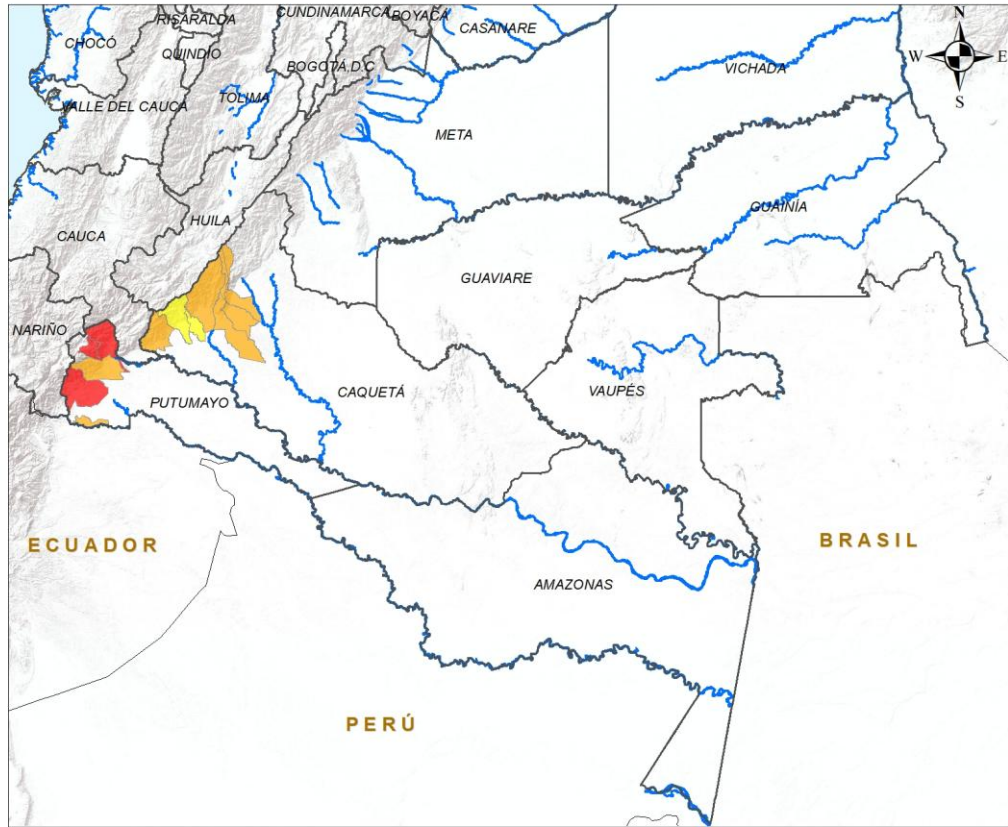 CUNDINAMARCA
BOYACÁ
RISARALDA
CASANARE
N
CHOCÓ
QUINDÍO
BOGOTÁ D.C
VICHADA
W
E
S
VALLE DEL CAUCA
TOLIMA
META
GUAINÍA
HUILA
CAUCA
GUAVIARE
NARIÑO
CAQUETÁ
VAUPÉS
PUTUMAYO
ECUADOR
BRASIL
AMAZONAS
PERÚ